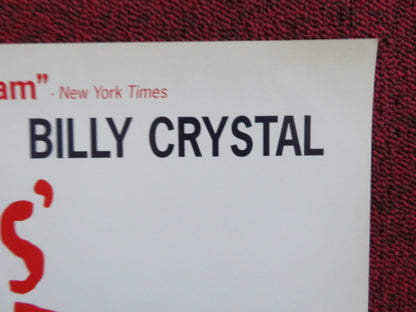 am” - New York Times
BILLY CRYSTAL
S’